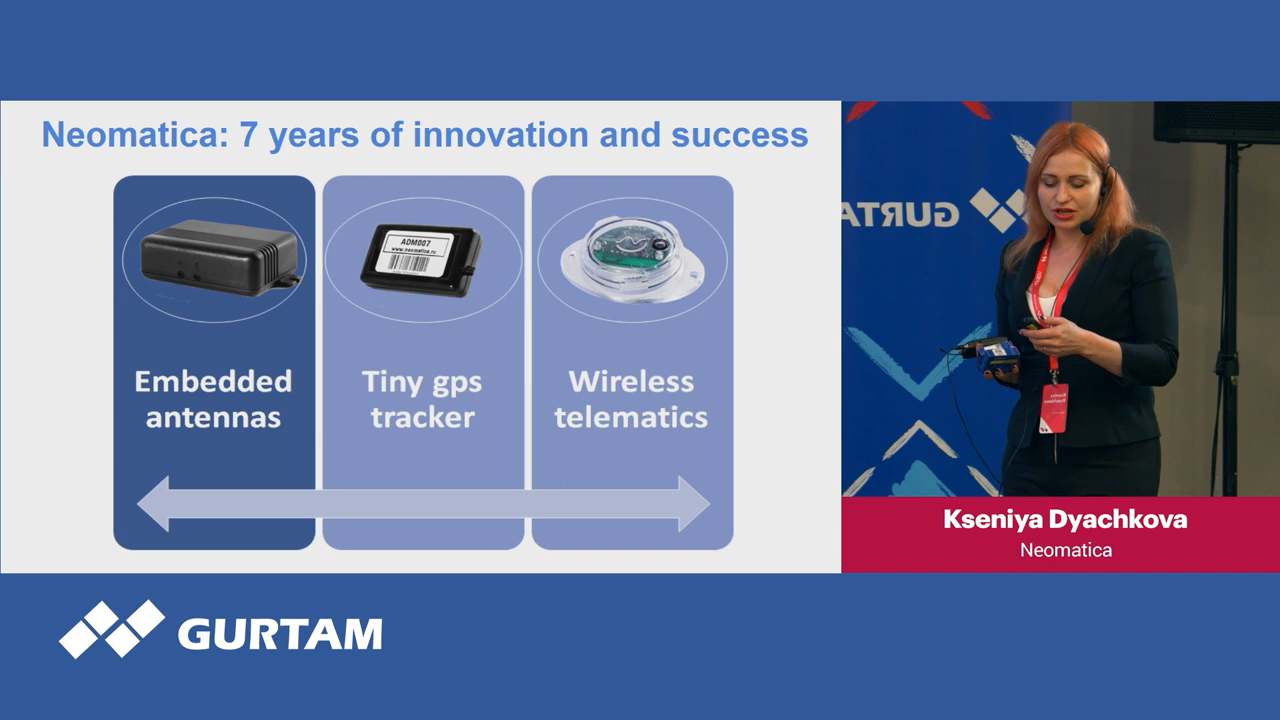 Neomatica: 7 years of innovation and success
ADM007
www.neomatica.ru
Embedded
antennas
Tiny gps
tracker
Wireless
telematics
GURTA
Kseniya Dyachkova
Neomatica
GURTAM